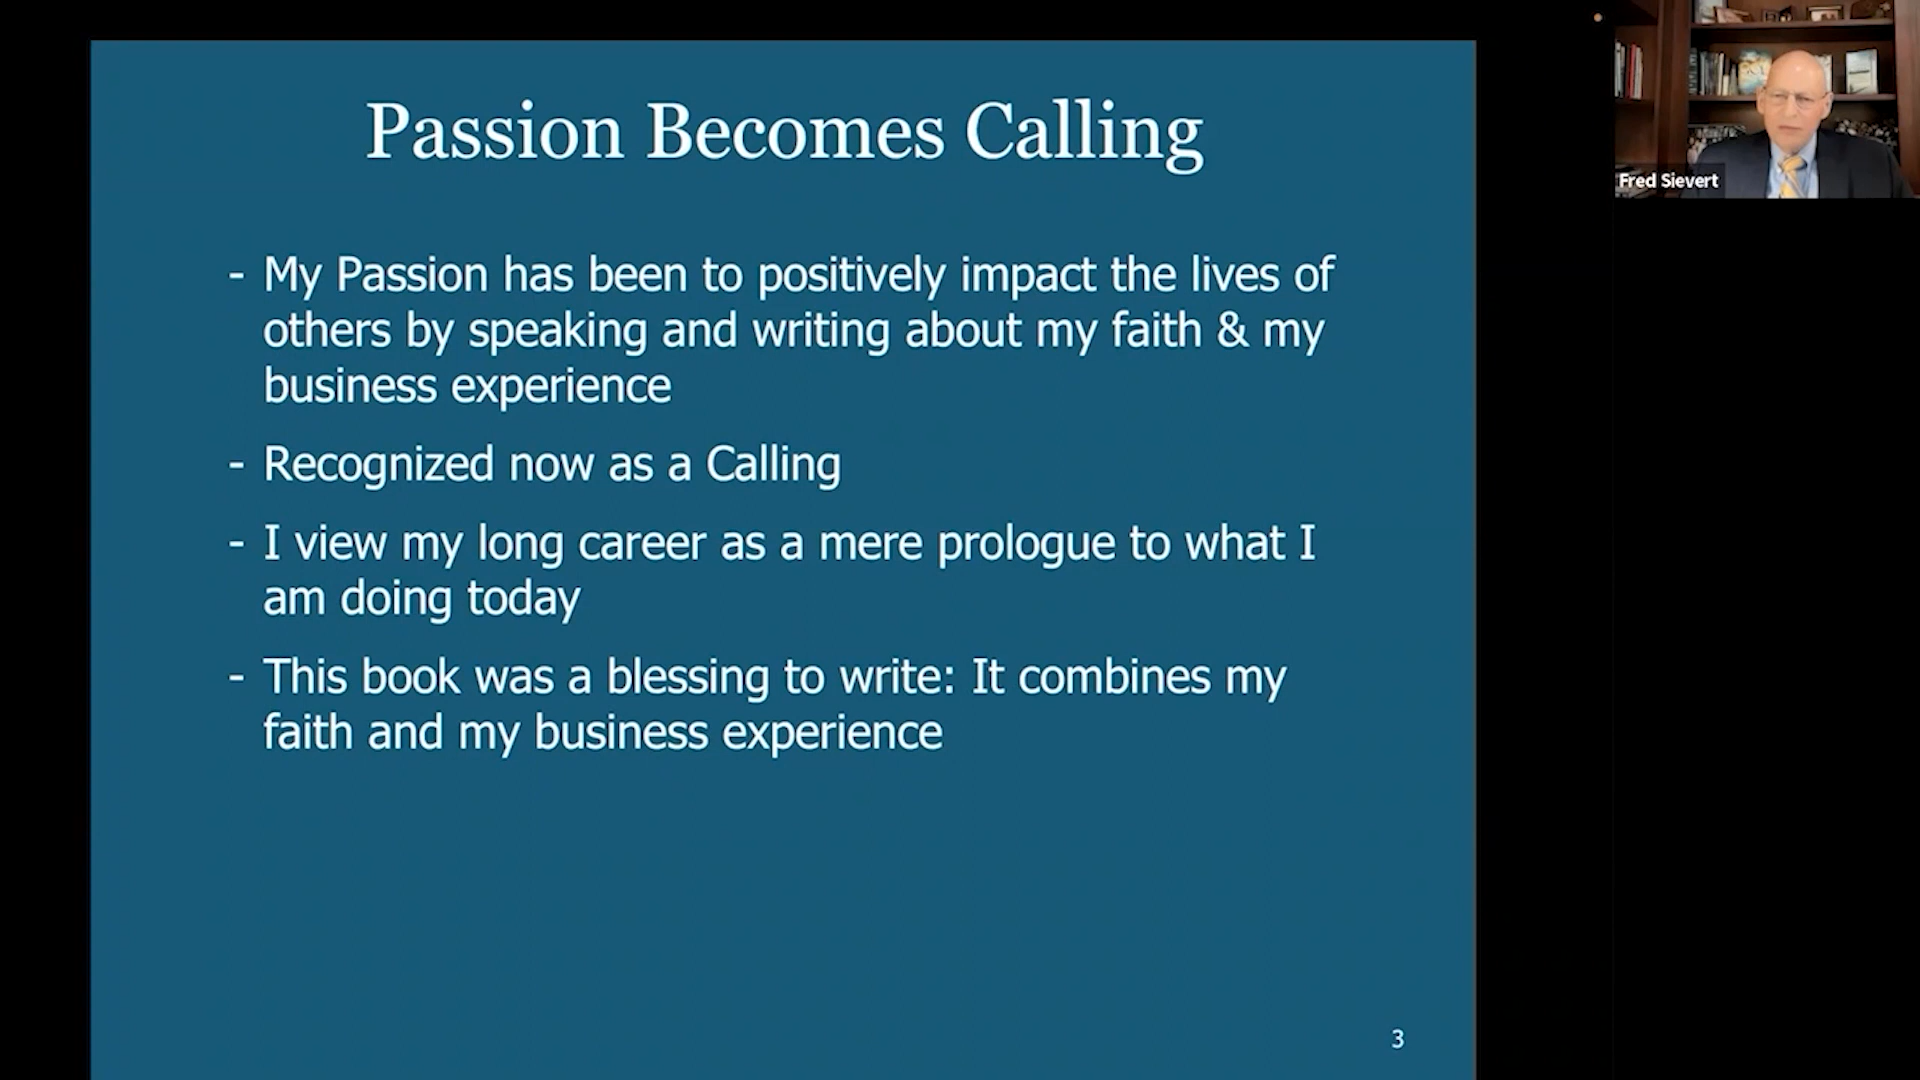 Passion Becomes Calling
- My Passion has been to positively impact the lives of
others by speaking and writing about my faith & my
business experience
- Recognized now as a Calling
- I view my long career as a mere prologue to what I
am doing today
- This book was a blessing to write: It combines my
faith and my business experience
3
Fred Sievert